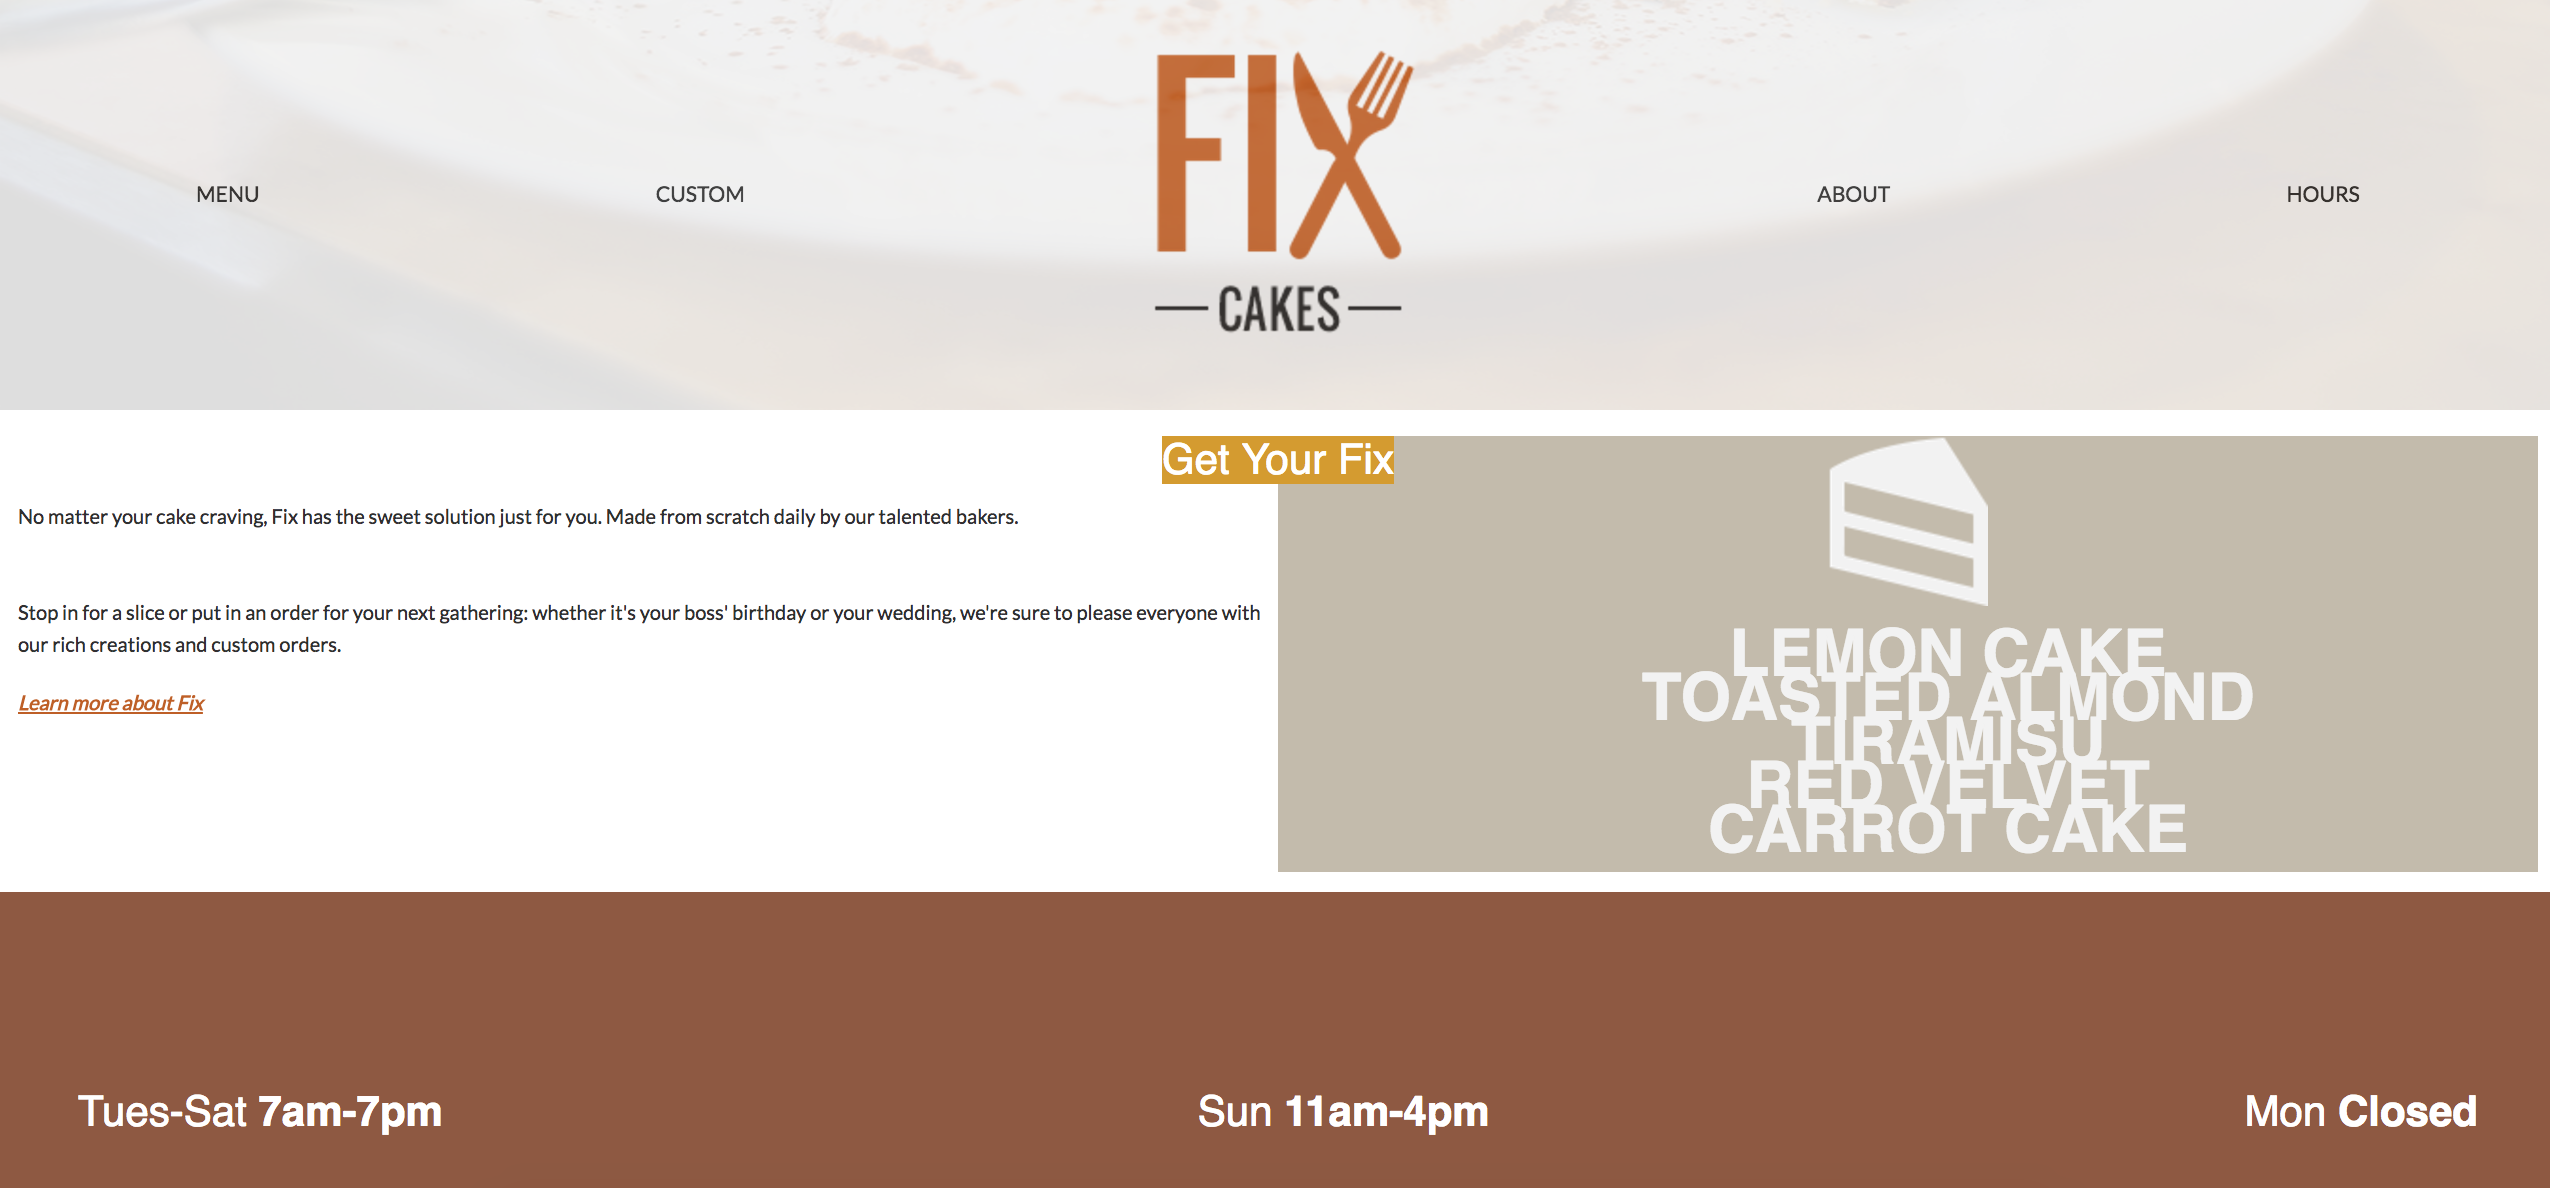 FIX
CAKES
MENU
CUSTOM
ABOUT
HOURS
Get Your Fix
No matter your cake craving, Fix has the sweet solution just for you. Made from scratch daily by our talented bakers.
Stop in for a slice or put in an order for your next gathering: whether it's your boss' birthday or your wedding, we're sure to please everyone with
our rich creations and custom orders.
Learn more about Fix
LEMON CAKE
TOASTED ALMOND
TIRAMISU
RED VELVET
CARROT CAKE
Tues-Sat 7am-7pm
Sun 11am-4pm
Mon Closed